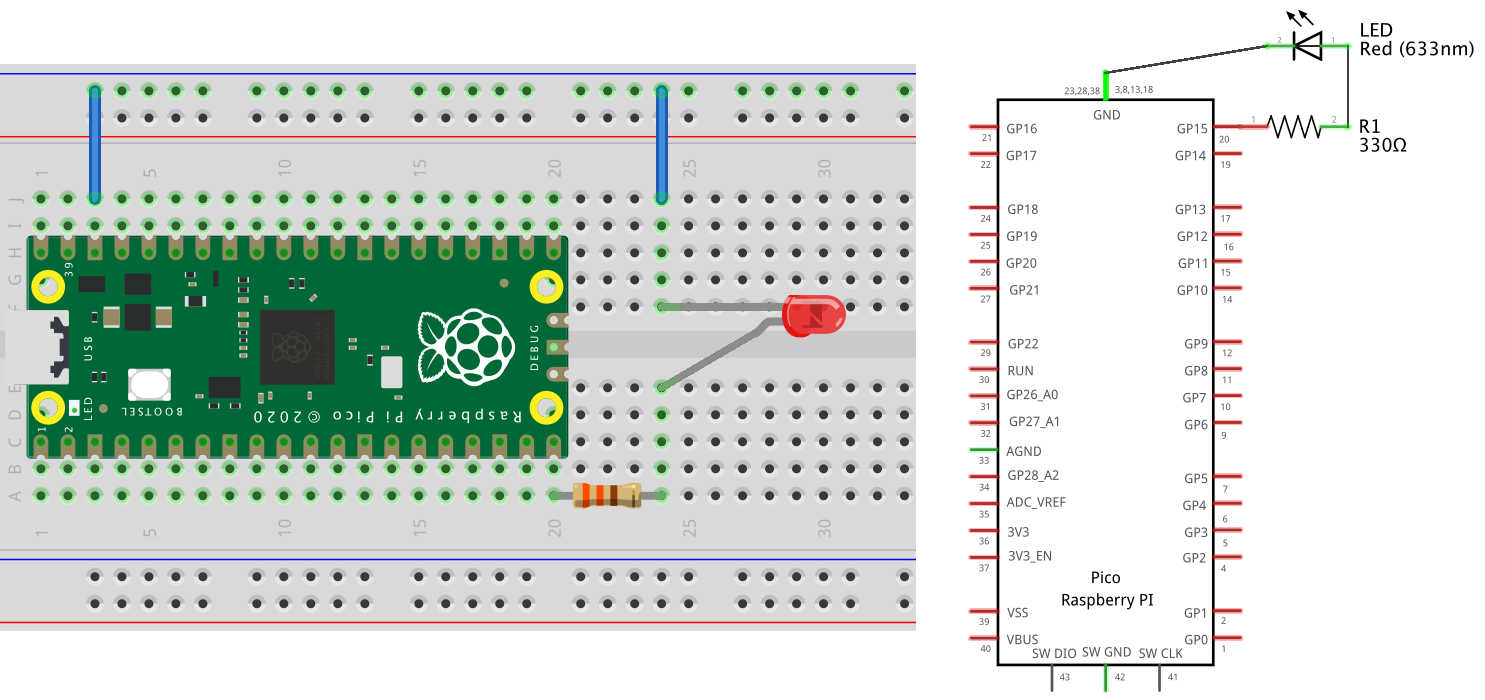 1 5 10 15 20 25 30
J
I
H
G
F
E
D
C
B
A
39
USB
DEBUG
LED
BOOTSEL
Raspberry Pi Pico © 2020
1
2
1 5 10 15 20 25 30
LED
Red (633nm)
2
1
23,28,38
3,8,13,18
GND
R1
330Ω
1
2
GP16
21
GP15
20
GP17
22
GP14
19
GP18
24
GP13
17
GP19
25
GP12
16
GP20
26
GP11
15
GP21
27
GP10
14
GP22
29
GP9
12
RUN
30
GP8
11
GP26_A0
31
GP7
10
GP27_A1
32
GP6
9
AGND
33
GP28_A2
34
GP5
7
ADC_VREF
35
GP4
6
3V3
36
GP3
5
3V3_EN
37
GP2
4
Pico
Raspberry PI
VSS
39
GP1
2
VBUS
40
GP0
1
SW DIO SW GND SW CLK
43 42 41